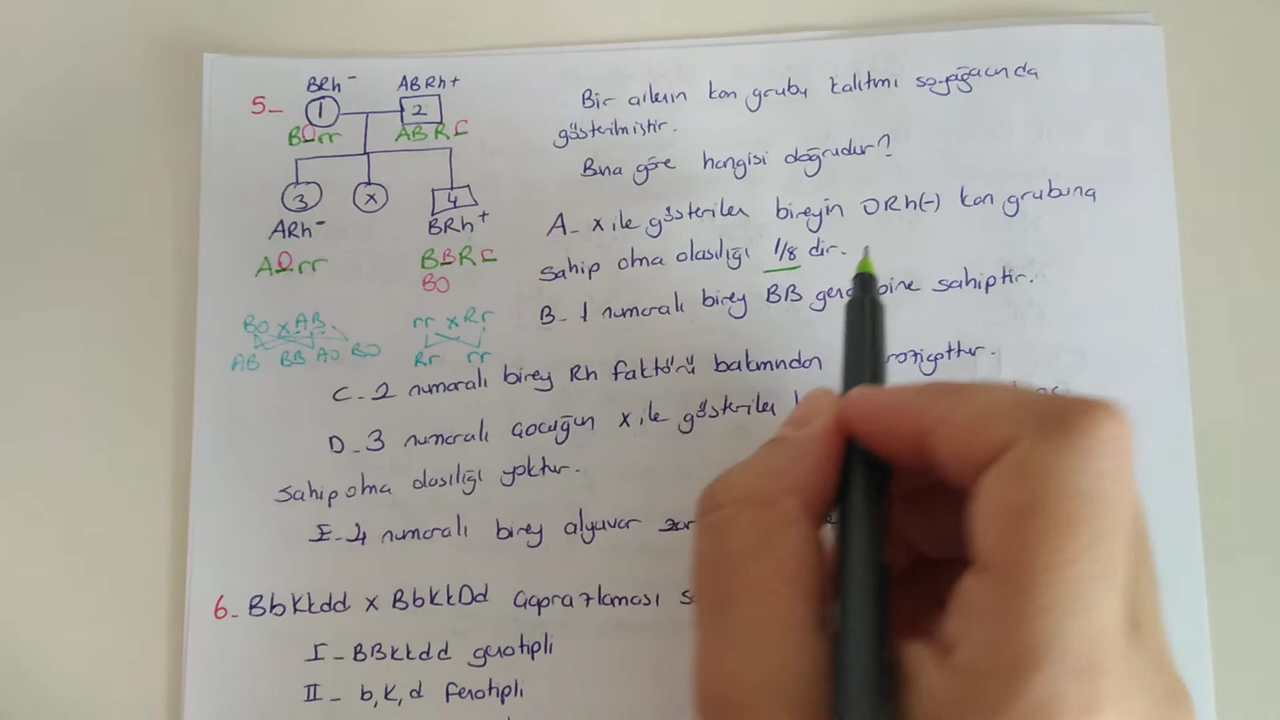 5- BRh- ABRh+
1 2
BOrr ABRr
3 x 4
ARh- BRh+
AOrr BBRr
BO
BO x AB rr x Rr
AB BB AO BO Rr rr
Bir ailenin kan grubu kalıtımı soyağacında
gösterilmiştir.
Buna göre hangisi doğrudur?
A- x ile gösterilen bireyin ORh(-) kan grubuna
sahip olma olasılığı 1/8 dir.
B- 1 numaralı birey BB sahiptir.
C- 2 numaralı birey Rh faktörü bakımından
D- 3 numaralı çocuğun x ile gösterilen
sahip olma olasılığı yoktur.
E- 4 numaralı birey alyuvar
6- BbKkdd x BbKkDd çaprazlaması
I- BBkkdd genotipli
II- b, K, d fenotipli